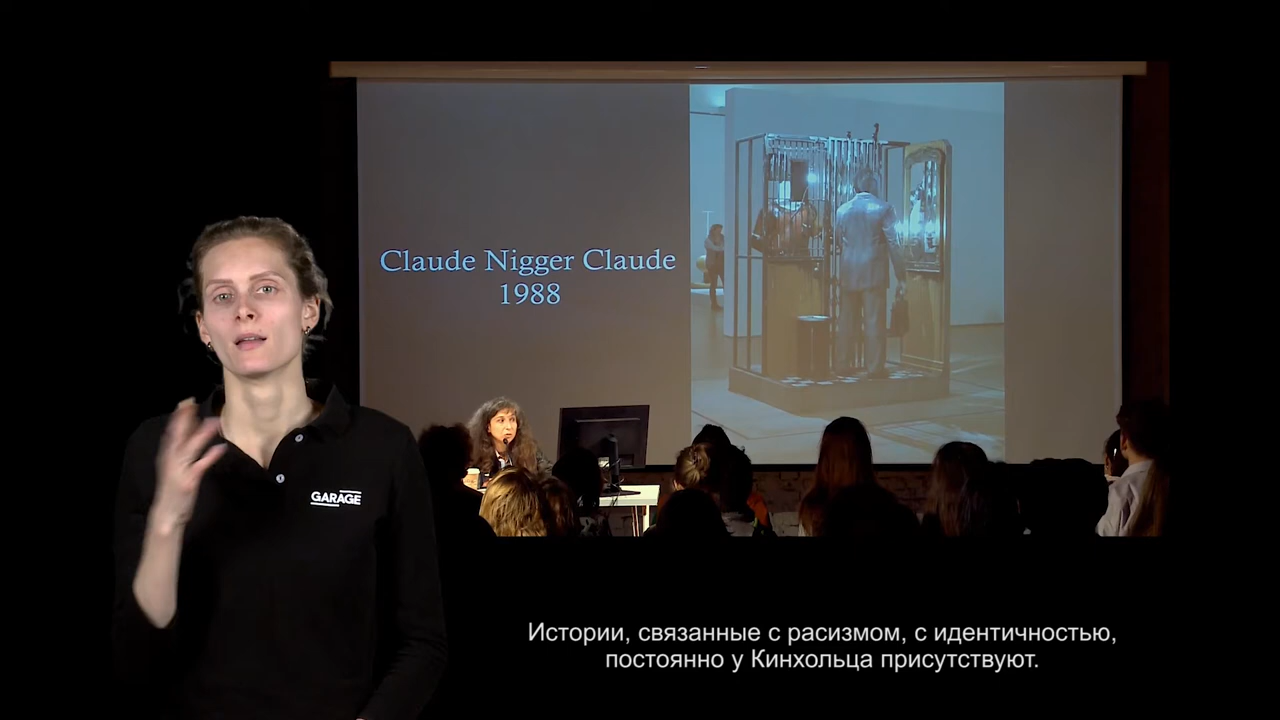 Claude Nigger Claude
1988
GARAGE
Истории, связанные с расизмом, с идентичностью,
постоянно у Кинхольца присутствуют.